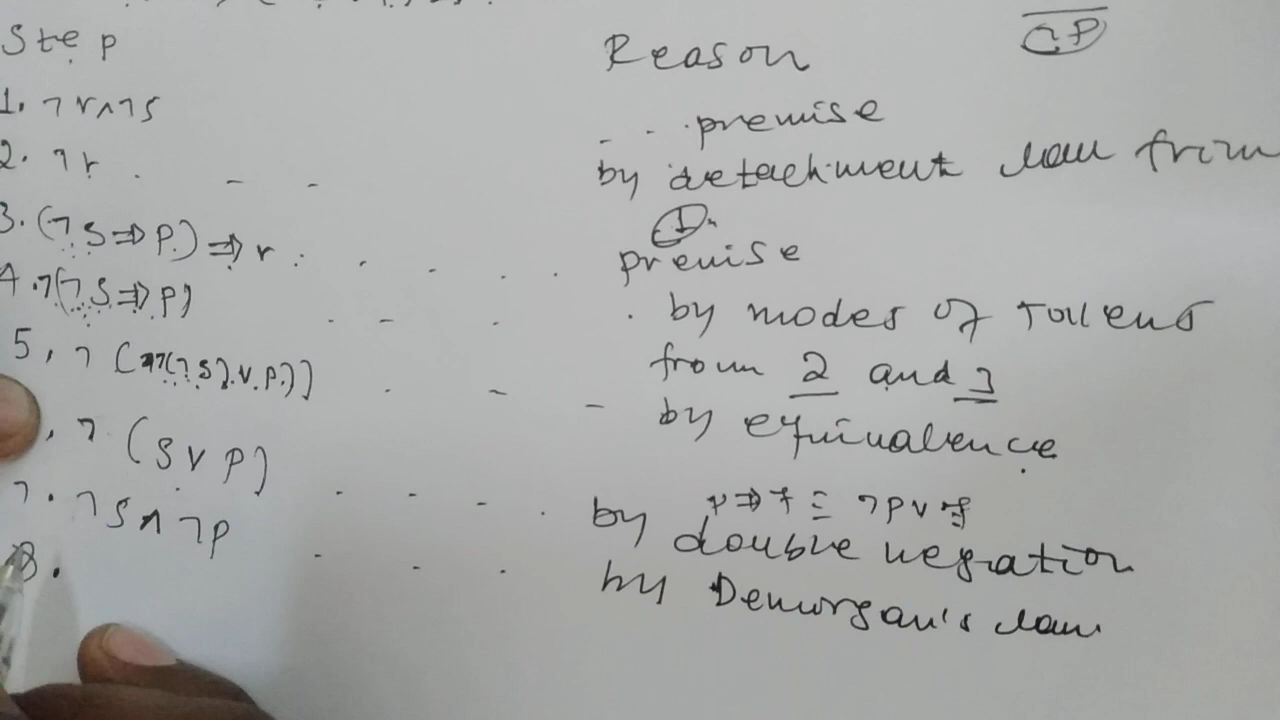 Step Reason CP
1. ¬r∧¬s - - premise
2. ¬r . - - by detachment law from
①
3. (¬s⇒p)⇒r . . . . premise
4. ¬(¬s⇒p) . - - . by modes of Tollens
from 2 and 3
5, ¬(¬(¬s)∨p)) . - - by equivalence
p⇒q ≡ ¬p∨q
, ¬(s∨p) . - - . by double negation
7. ¬s∧¬p . - . by Demorgan's law
8.